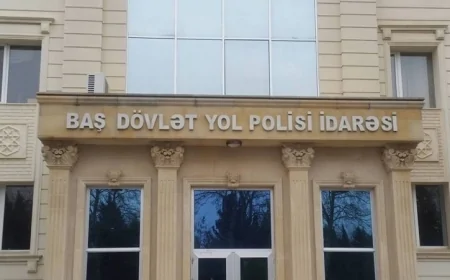 BAŞ DÖVLƏT YOL POLİSİ İDARƏSİ